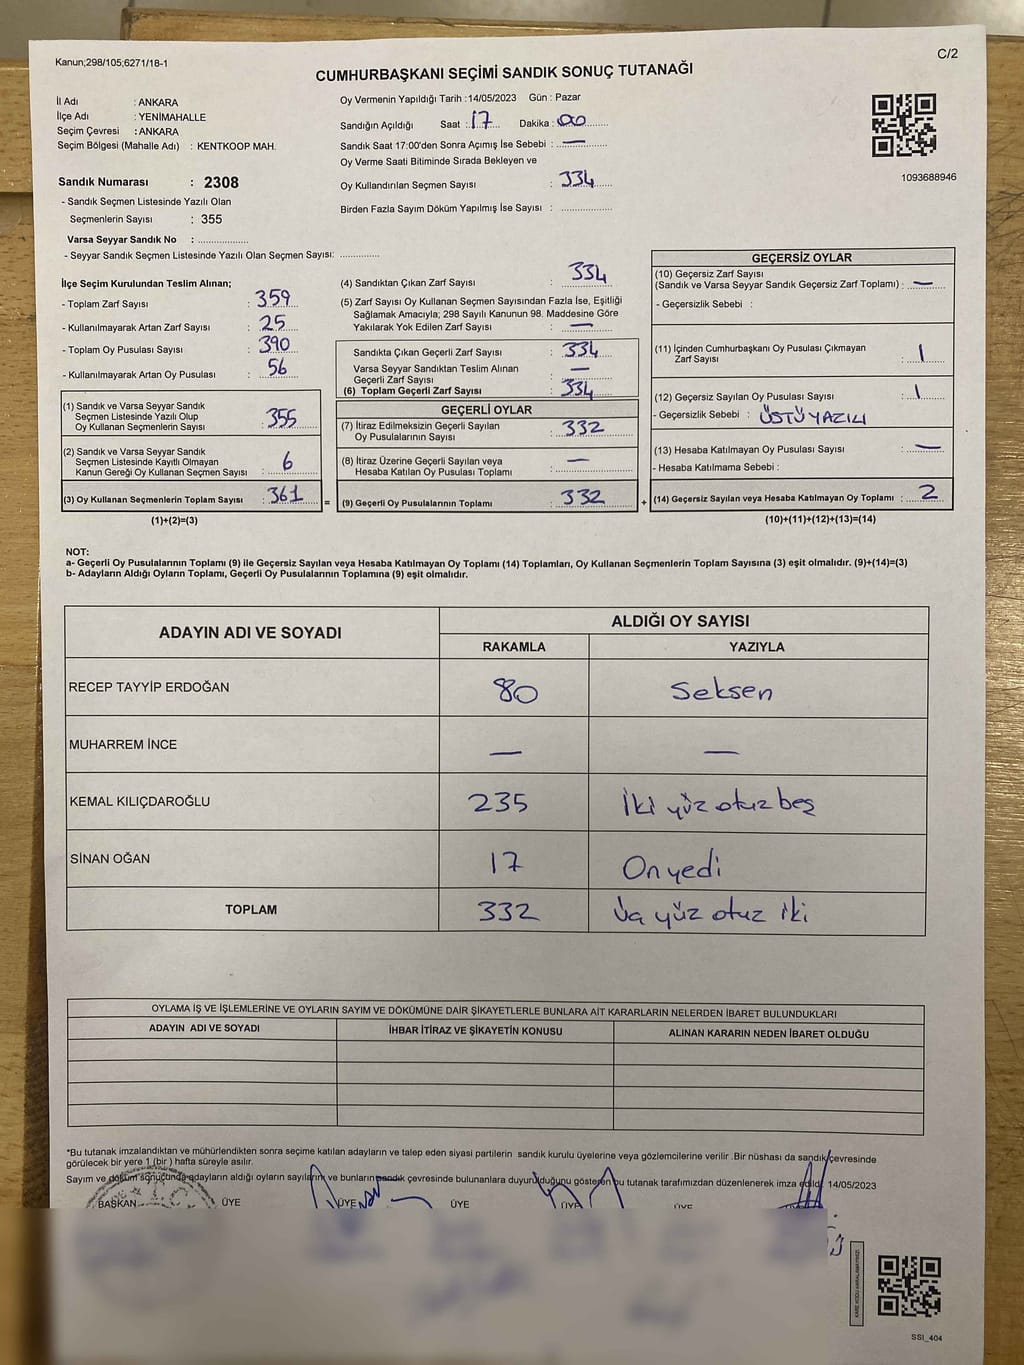 Kanun;298/105;6271/18-1
C/2
CUMHURBAŞKANI SEÇİMİ SANDIK SONUÇ TUTANAĞI
İl Adı : ANKARA
İlçe Adı : YENİMAHALLE
Seçim Çevresi : ANKARA
Seçim Bölgesi (Mahalle Adı) : KENTKOOP MAH.
Sandık Numarası : 2308
- Sandık Seçmen Listesinde Yazılı Olan
Seçmenlerin Sayısı : 355
Varsa Seyyar Sandık No : ..................
- Seyyar Sandık Seçmen Listesinde Yazılı Olan Seçmen Sayısı: ..............
Oy Vermenin Yapıldığı Tarih :14/05/2023 Gün : Pazar
Sandığın Açıldığı Saat : 17 Dakika : 00
Sandık Saat 17:00'den Sonra Açımış İse Sebebi : —
Oy Verme Saati Bitiminde Sırada Bekleyen ve
Oy Kullandırılan Seçmen Sayısı : 334
Birden Fazla Sayım Döküm Yapılmış İse Sayısı : ..................
1093688946
İlçe Seçim Kurulundan Teslim Alınan;
- Toplam Zarf Sayısı : 359
- Kullanılmayarak Artan Zarf Sayısı : 25
- Toplam Oy Pusulası Sayısı : 390
- Kullanılmayarak Artan Oy Pusulası : 56
(1) Sandık ve Varsa Seyyar Sandık
Seçmen Listesinde Yazılı Olup
Oy Kullanan Seçmenlerin Sayısı : 355
(2) Sandık ve Varsa Seyyar Sandık
Seçmen Listesinde Kayıtlı Olmayan
Kanun Gereği Oy Kullanan Seçmen Sayısı : 6
(3) Oy Kullanan Seçmenlerin Toplam Sayısı : 361 =
(1)+(2)=(3)
(4) Sandıktan Çıkan Zarf Sayısı : 334
(5) Zarf Sayısı Oy Kullanan Seçmen Sayısından Fazla İse, Eşitliği
Sağlamak Amacıyla; 298 Sayılı Kanunun 98. Maddesine Göre
Yakılarak Yok Edilen Zarf Sayısı : —
Sandıkta Çıkan Geçerli Zarf Sayısı : 334
Varsa Seyyar Sandıktan Teslim Alınan
Geçerli Zarf Sayısı : —
(6) Toplam Geçerli Zarf Sayısı : 334
GEÇERLİ OYLAR
(7) İtiraz Edilmeksizin Geçerli Sayılan
Oy Pusulalarının Sayısı : 332
(8) İtiraz Üzerine Geçerli Sayılan veya
Hesaba Katılan Oy Pusulası Toplamı : —
(9) Geçerli Oy Pusulalarının Toplamı : 332 +
GEÇERSİZ OYLAR
(10) Geçersiz Zarf Sayısı
(Sandık ve Varsa Seyyar Sandık Geçersiz Zarf Toplamı) : —
- Geçersizlik Sebebi :
(11) İçinden Cumhurbaşkanı Oy Pusulası Çıkmayan
Zarf Sayısı : 1
(12) Geçersiz Sayılan Oy Pusulası Sayısı : 1
- Geçersizlik Sebebi : ÜSTÜ YAZILI
(13) Hesaba Katılmayan Oy Pusulası Sayısı : —
- Hesaba Katılmama Sebebi :
(14) Geçersiz Sayılan veya Hesaba Katılmayan Oy Toplamı : 2
(10)+(11)+(12)+(13)=(14)
NOT:
a- Geçerli Oy Pusulalarının Toplamı (9) ile Geçersiz Sayılan veya Hesaba Katılmayan Oy Toplamı (14) Toplamları, Oy Kullanan Seçmenlerin Toplam Sayısına (3) eşit olmalıdır. (9)+(14)=(3)
b- Adayların Aldığı Oyların Toplamı, Geçerli Oy Pusulalarının Toplamına (9) eşit olmalıdır.
ADAYIN ADI VE SOYADI
ALDIĞI OY SAYISI
RAKAMLA YAZIYLA
RECEP TAYYİP ERDOĞAN 80 Seksen
MUHARREM İNCE — —
KEMAL KILIÇDAROĞLU 235 İki yüz otuz beş
SİNAN OĞAN 17 On yedi
TOPLAM 332 Üç yüz otuz iki
OYLAMA İŞ VE İŞLEMLERİNE VE OYLARIN SAYIM VE DÖKÜMÜNE DAİR ŞİKAYETLERLE BUNLARA AİT KARARLARIN NELERDEN İBARET BULUNDUKLARI
ADAYIN ADI VE SOYADI İHBAR İTİRAZ VE ŞİKAYETİN KONUSU ALINAN KARARIN NEDEN İBARET OLDUĞU
*Bu tutanak imzalandıktan ve mühürlendikten sonra seçime katılan adayların ve talep eden siyasi partilerin sandık kurulu üyelerine veya gözlemcilerine verilir .Bir nüshası da sandık çevresinde
görülecek bir yere 1 (bir ) hafta süreyle asılır.
Sayım ve döküm sonucunda adayların aldığı oyların sayıların ve bunların sandık çevresinde bulunanlara duyurulduğunu gösteren bu tutanak tarafımızdan düzenlenerek imza edildi. 14/05/2023
BAŞKAN ÜYE ÜYE ÜYE ÜYE ÜYE
SSI_404